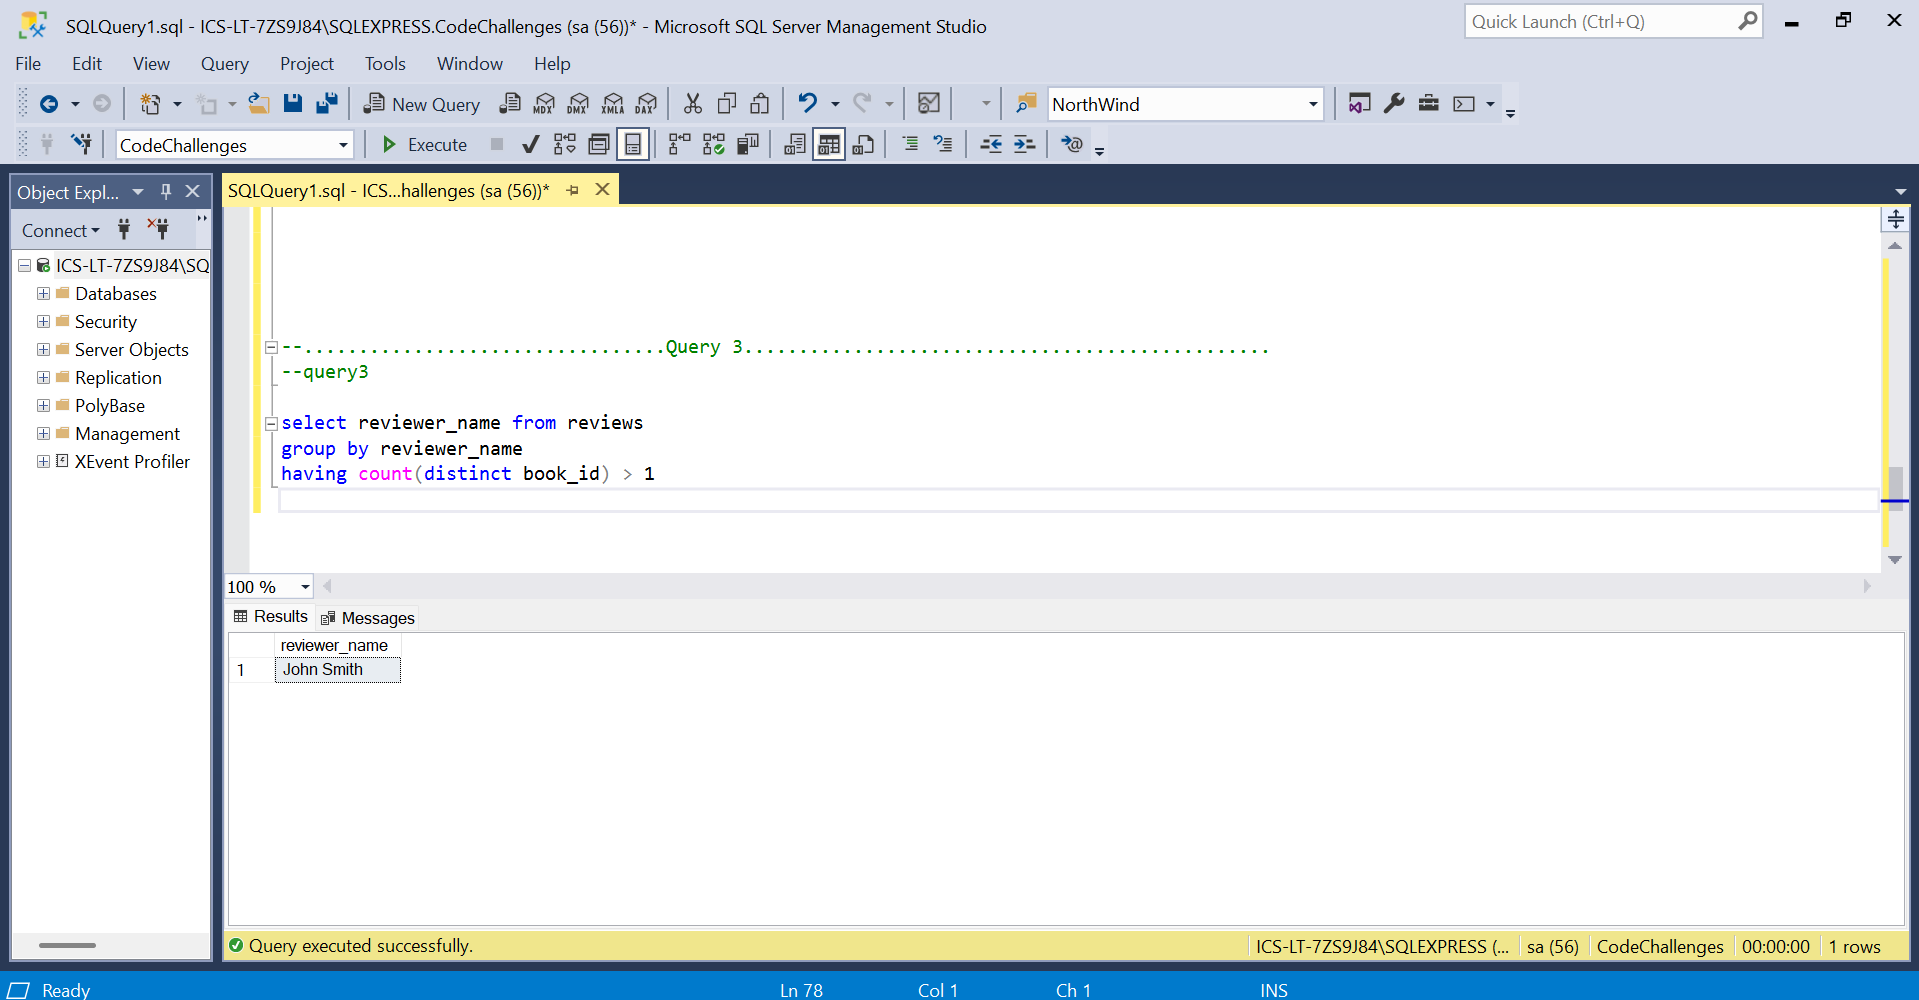 SQLQuery1.sql - ICS-LT-7ZS9J84\SQLEXPRESS.CodeChallenges (sa (56))* - Microsoft SQL Server Management Studio
Quick Launch (Ctrl+Q)
File Edit View Query Project Tools Window Help
New Query MDX DMX XMLA DAX NorthWind
CodeChallenges Execute
Object Expl...
SQLQuery1.sql - ICS...hallenges (sa (56))*
Connect
ICS-LT-7ZS9J84\SQ
Databases
Security
Server Objects
Replication
PolyBase
Management
XEvent Profiler
--.................................Query 3................................................
--query3
select reviewer_name from reviews
group by reviewer_name
having count(distinct book_id) > 1
100 %
Results Messages
reviewer_name
1 John Smith
Query executed successfully.
ICS-LT-7ZS9J84\SQLEXPRESS (... sa (56) CodeChallenges 00:00:00 1 rows
Ready Ln 78 Col 1 Ch 1 INS